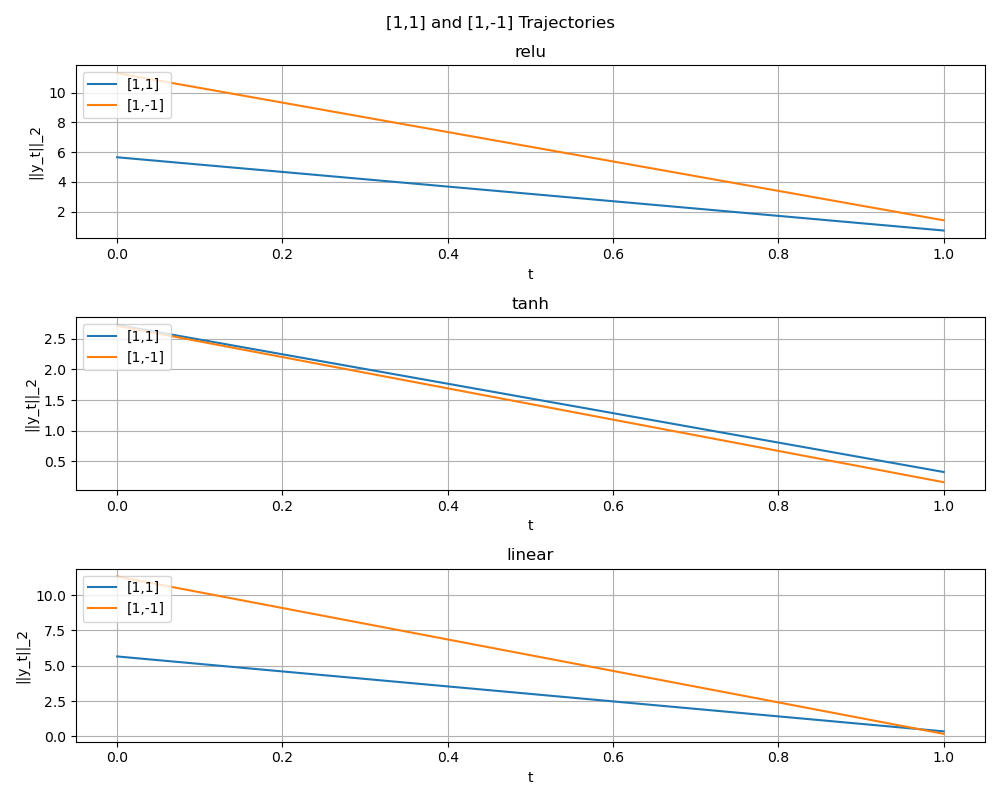 [1,1] and [1,-1] Trajectories
relu
[1,1]
[1,-1]
10
8
6
4
2
||y_t||_2
0.0 0.2 0.4 0.6 0.8 1.0
t
tanh
[1,1]
[1,-1]
2.5
2.0
1.5
1.0
0.5
||y_t||_2
0.0 0.2 0.4 0.6 0.8 1.0
t
linear
[1,1]
[1,-1]
10.0
7.5
5.0
2.5
0.0
||y_t||_2
0.0 0.2 0.4 0.6 0.8 1.0
t